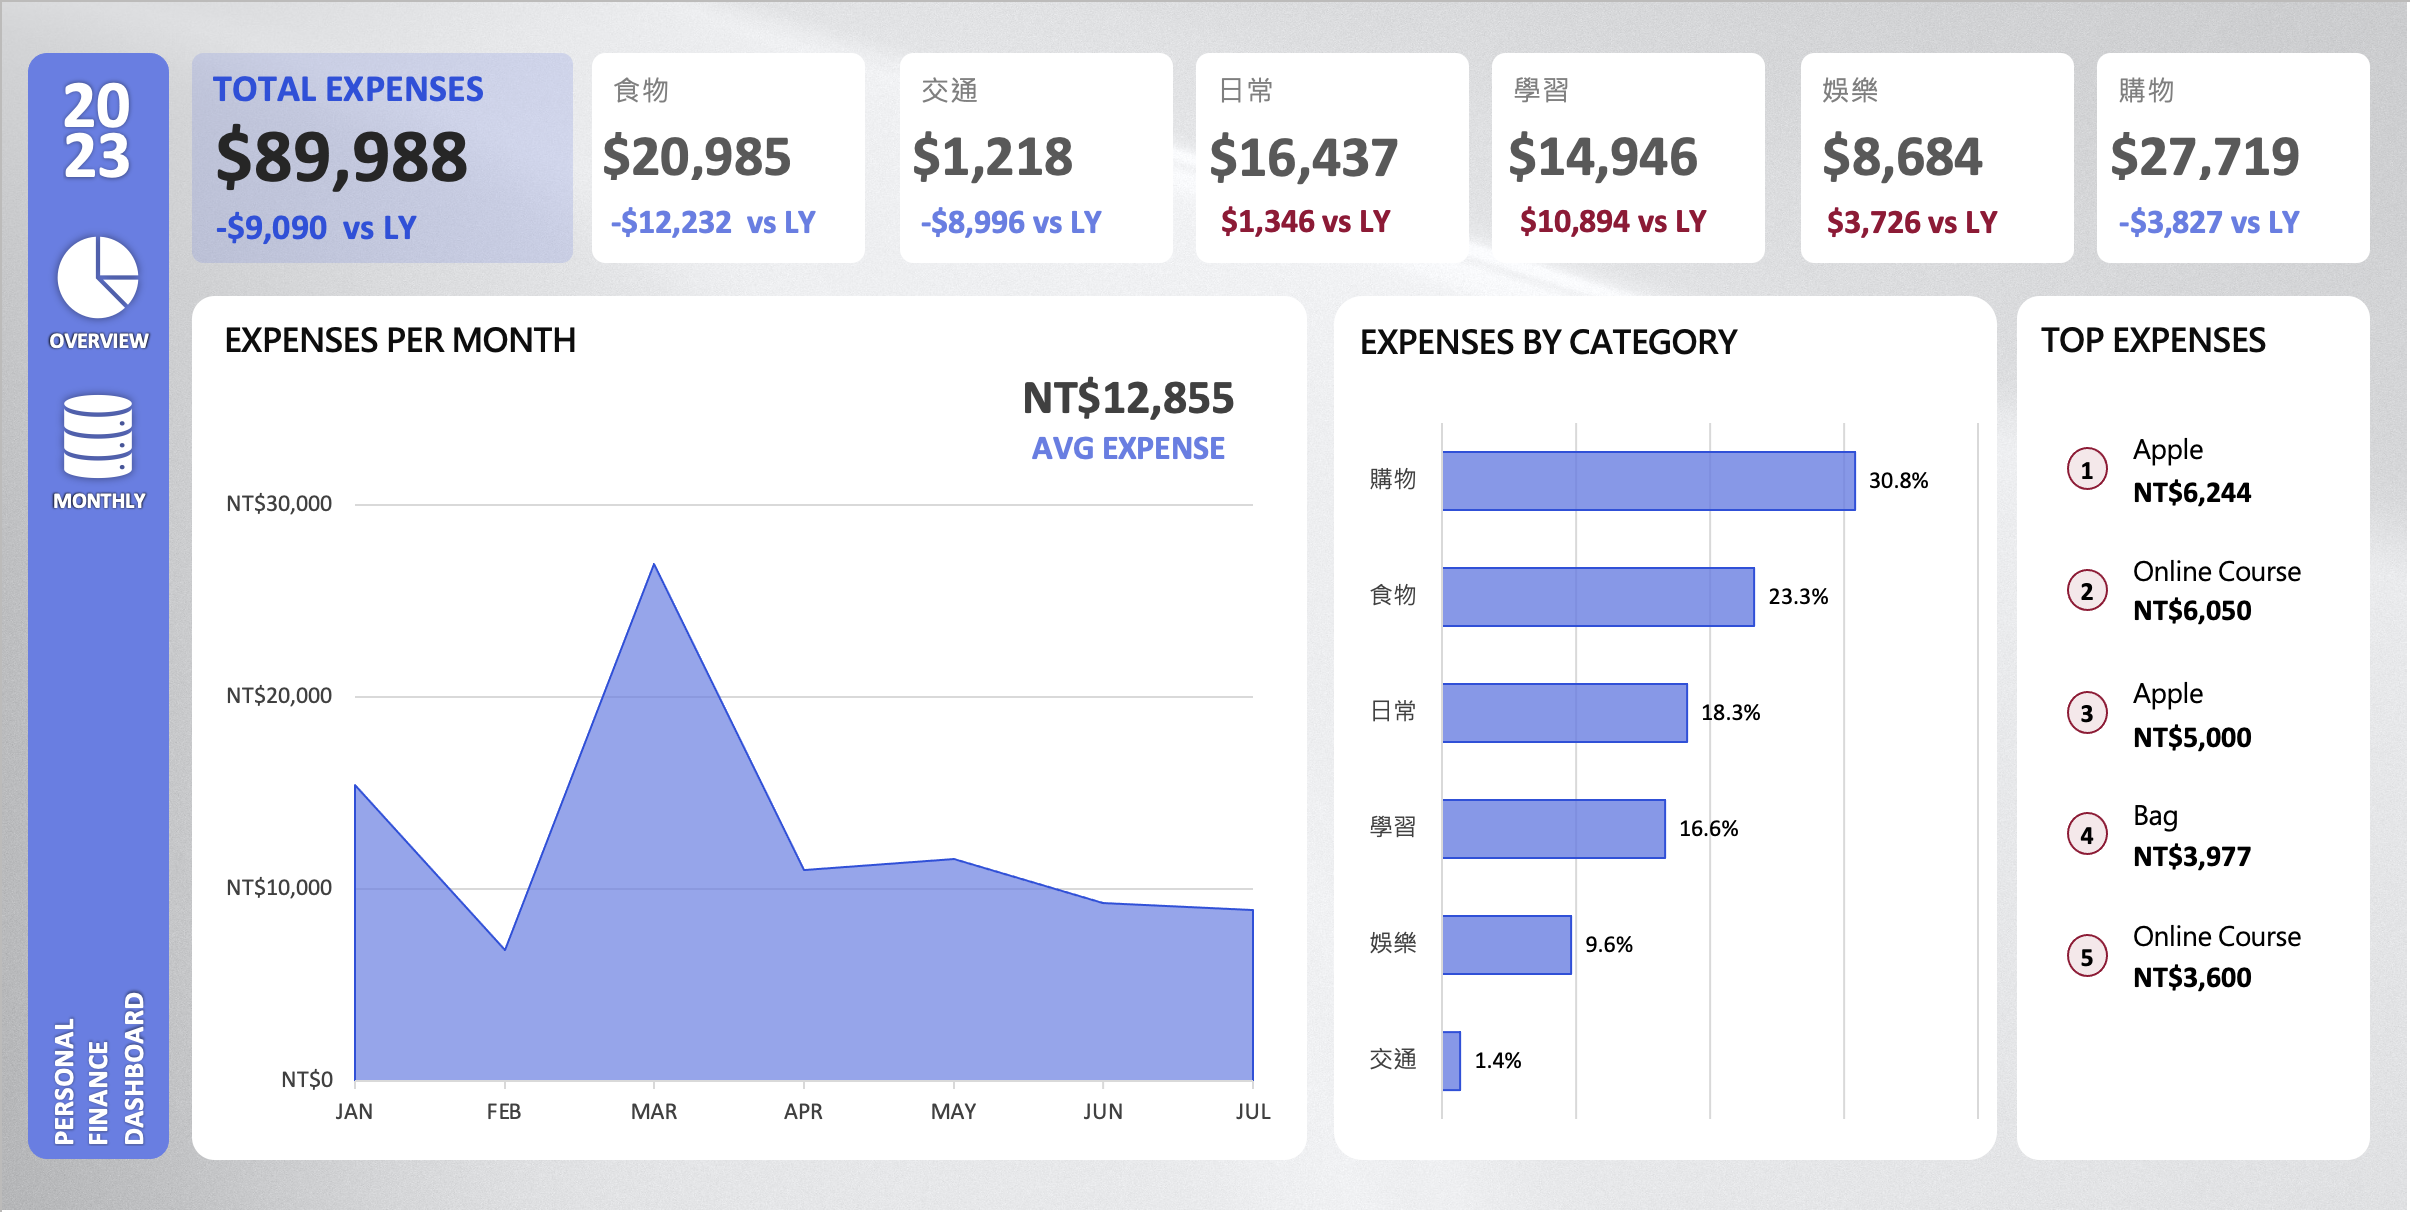 20
23
OVERVIEW
MONTHLY
PERSONAL
FINANCE
DASHBOARD
TOTAL EXPENSES
$89,988
-$9,090 vs LY
食物
$20,985
-$12,232 vs LY
交通
$1,218
-$8,996 vs LY
日常
$16,437
$1,346 vs LY
學習
$14,946
$10,894 vs LY
娛樂
$8,684
$3,726 vs LY
購物
$27,719
-$3,827 vs LY
EXPENSES PER MONTH
NT$12,855
AVG EXPENSE
NT$30,000
NT$20,000
NT$10,000
NT$0
JAN FEB MAR APR MAY JUN JUL
EXPENSES BY CATEGORY
購物 30.8%
食物 23.3%
日常 18.3%
學習 16.6%
娛樂 9.6%
交通 1.4%
TOP EXPENSES
1 Apple
NT$6,244
2 Online Course
NT$6,050
3 Apple
NT$5,000
4 Bag
NT$3,977
5 Online Course
NT$3,600